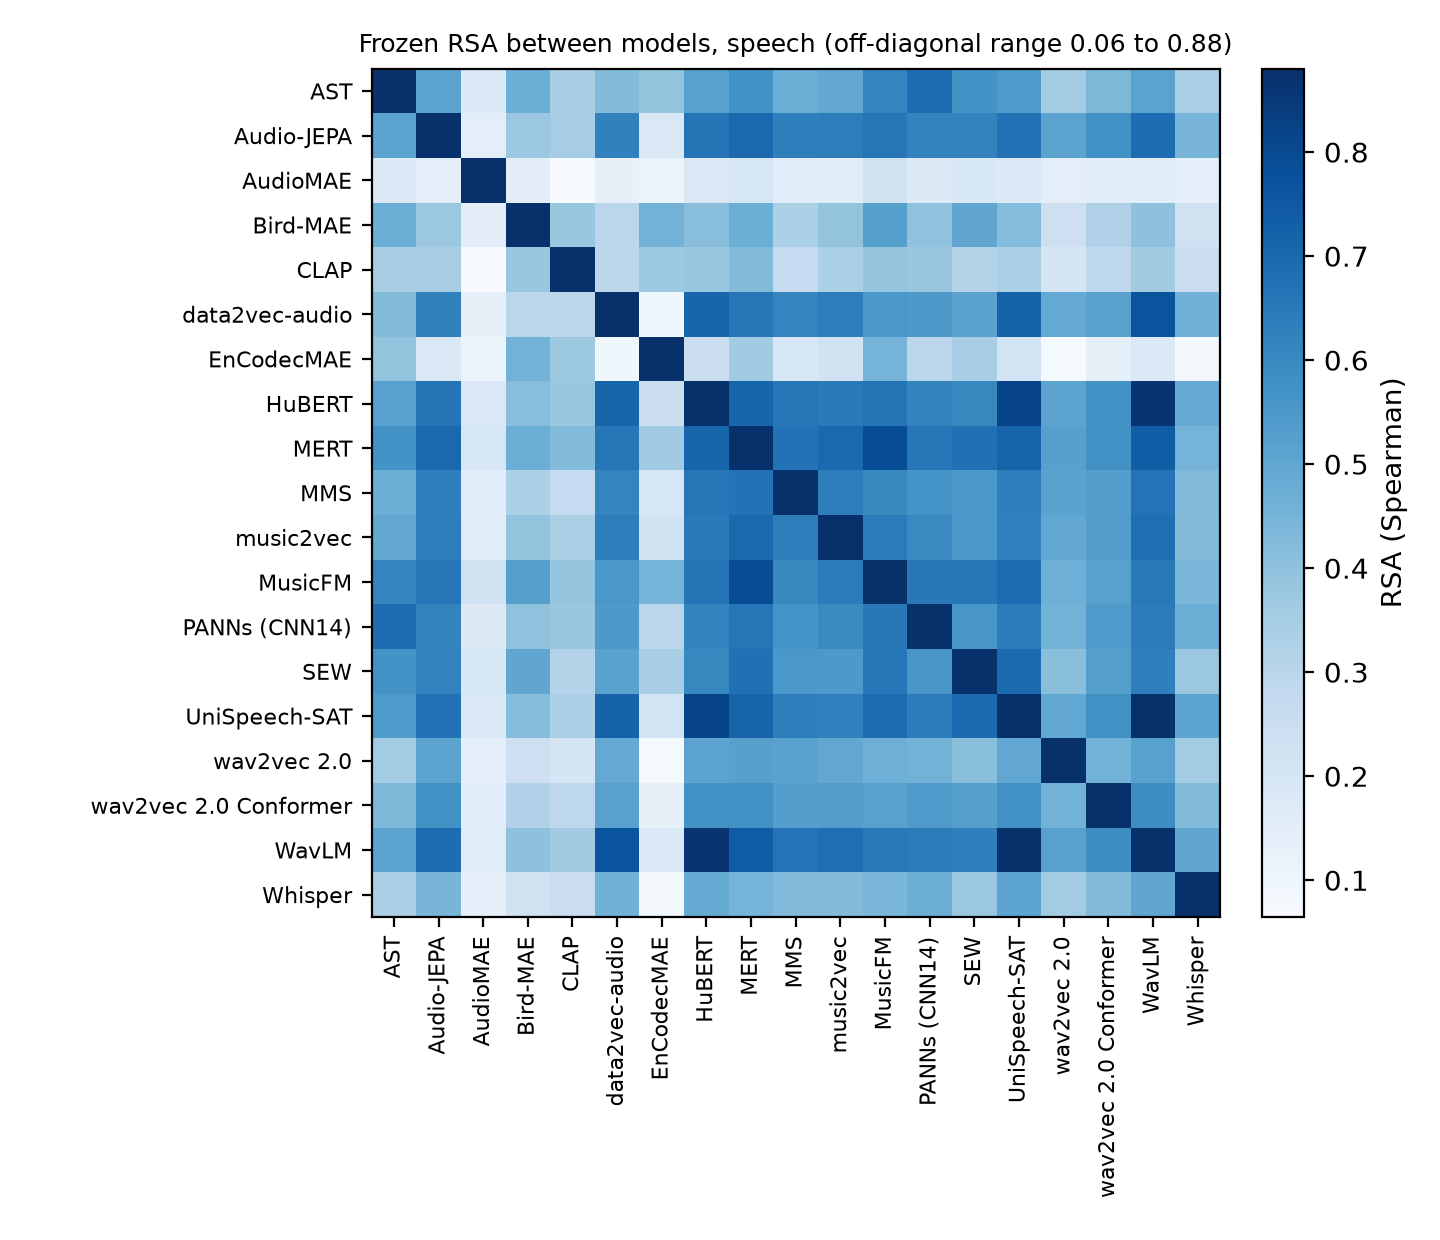 Frozen RSA between models, speech (off-diagonal range 0.06 to 0.88)
AST
Audio-JEPA
AudioMAE
Bird-MAE
CLAP
data2vec-audio
EnCodecMAE
HuBERT
MERT
MMS
music2vec
MusicFM
PANNs (CNN14)
SEW
UniSpeech-SAT
wav2vec 2.0
wav2vec 2.0 Conformer
WavLM
Whisper
AST
Audio-JEPA
AudioMAE
Bird-MAE
CLAP
data2vec-audio
EnCodecMAE
HuBERT
MERT
MMS
music2vec
MusicFM
PANNs (CNN14)
SEW
UniSpeech-SAT
wav2vec 2.0
wav2vec 2.0 Conformer
WavLM
Whisper
0.8
0.7
0.6
0.5
0.4
0.3
0.2
0.1
RSA (Spearman)